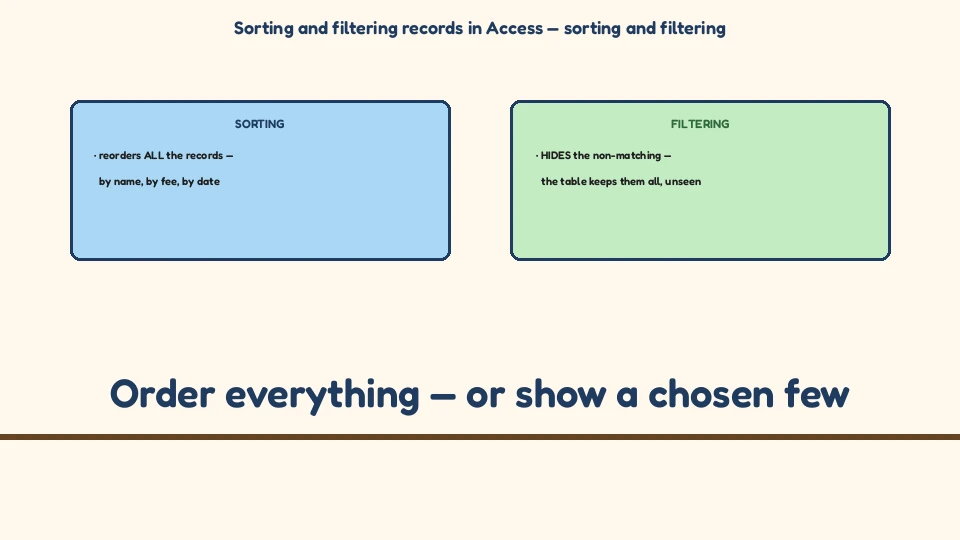 Sorting and filtering records in Access — sorting and filtering
SORTING
· reorders ALL the records —
by name, by fee, by date
FILTERING
· HIDES the non-matching —
the table keeps them all, unseen
Order everything — or show a chosen few